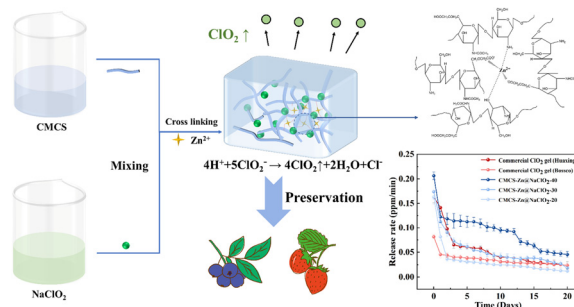 ClO₂ ↑
CMCS
Mixing
NaClO₂
Cross linking
Zn²⁺
4H⁺+5ClO₂⁻→ 4ClO₂↑+2H₂O+Cl⁻
Preservation
Zn²⁺
Commercial ClO₂ gel (Huaxing)
Commercial ClO₂ gel (Bosco)
CMCS-Zn@NaClO₂-40
CMCS-Zn@NaClO₂-30
CMCS-Zn@NaClO₂-20
Release rate (ppm/min)
0.25
0.20
0.15
0.10
0.05
0.00
0 5 10 15 20
Time (Days)